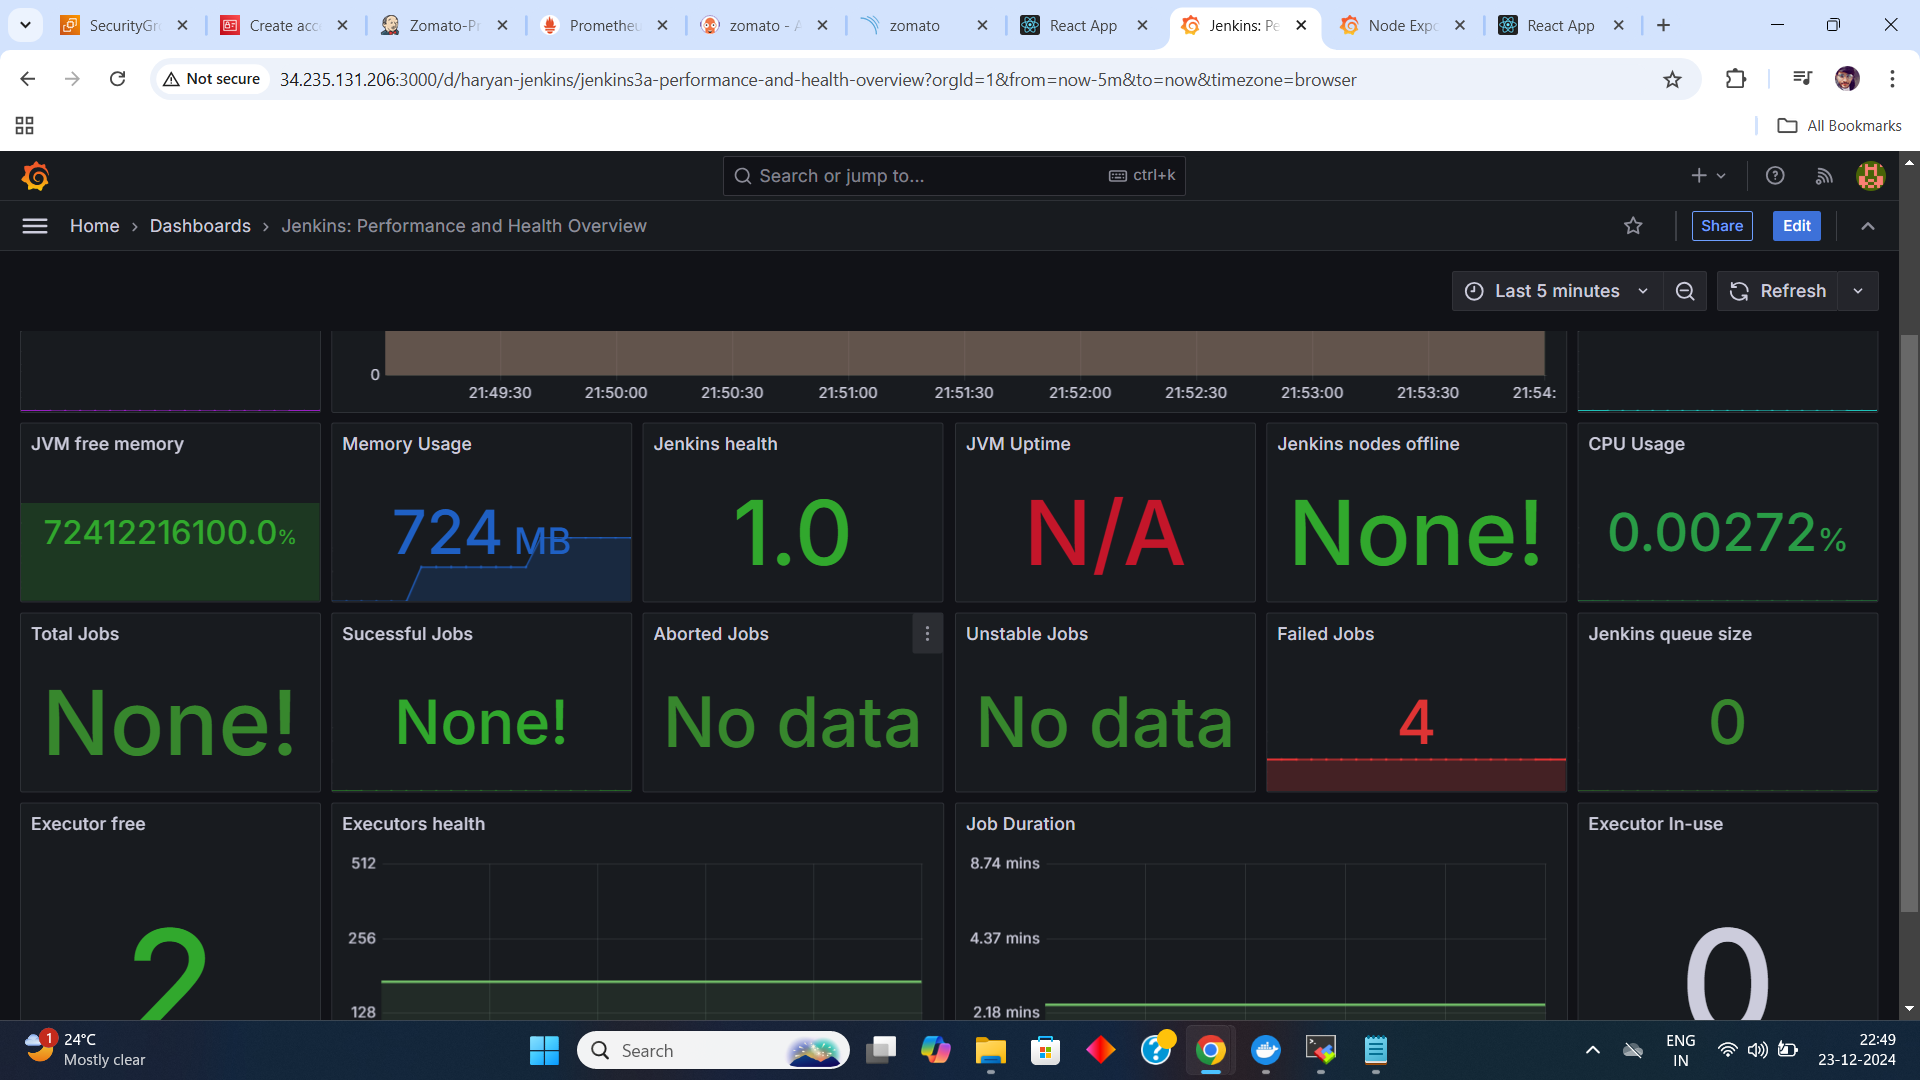 SecurityGro
Create acc
Zomato-Pr
Prometheu
zomato - A
zomato
React App
Jenkins: Pe
Node Expo
React App
Not secure
34.235.131.206:3000/d/haryan-jenkins/jenkins3a-performance-and-health-overview?orgId=1&from=now-5m&to=now&timezone=browser
All Bookmarks
Search or jump to...
ctrl+k
Home › Dashboards › Jenkins: Performance and Health Overview
Share
Edit
Last 5 minutes
Refresh
0
21:49:30 21:50:00 21:50:30 21:51:00 21:51:30 21:52:00 21:52:30 21:53:00 21:53:30 21:54:
JVM free memory
72412216100.0%
Memory Usage
724 MB
Jenkins health
1.0
JVM Uptime
N/A
Jenkins nodes offline
None!
CPU Usage
0.00272%
Total Jobs
None!
Sucessful Jobs
None!
Aborted Jobs
No data
Unstable Jobs
No data
Failed Jobs
4
Jenkins queue size
0
Executor free
2
Executors health
512
256
128
Job Duration
8.74 mins
4.37 mins
2.18 mins
Executor In-use
0
1
24°C
Mostly clear
Search
ENG
IN
22:49
23-12-2024